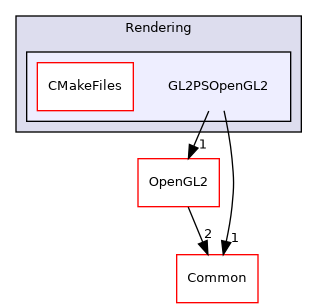 Rendering
CMakeFiles
GL2PSOpenGL2
1
OpenGL2
2
1
Common